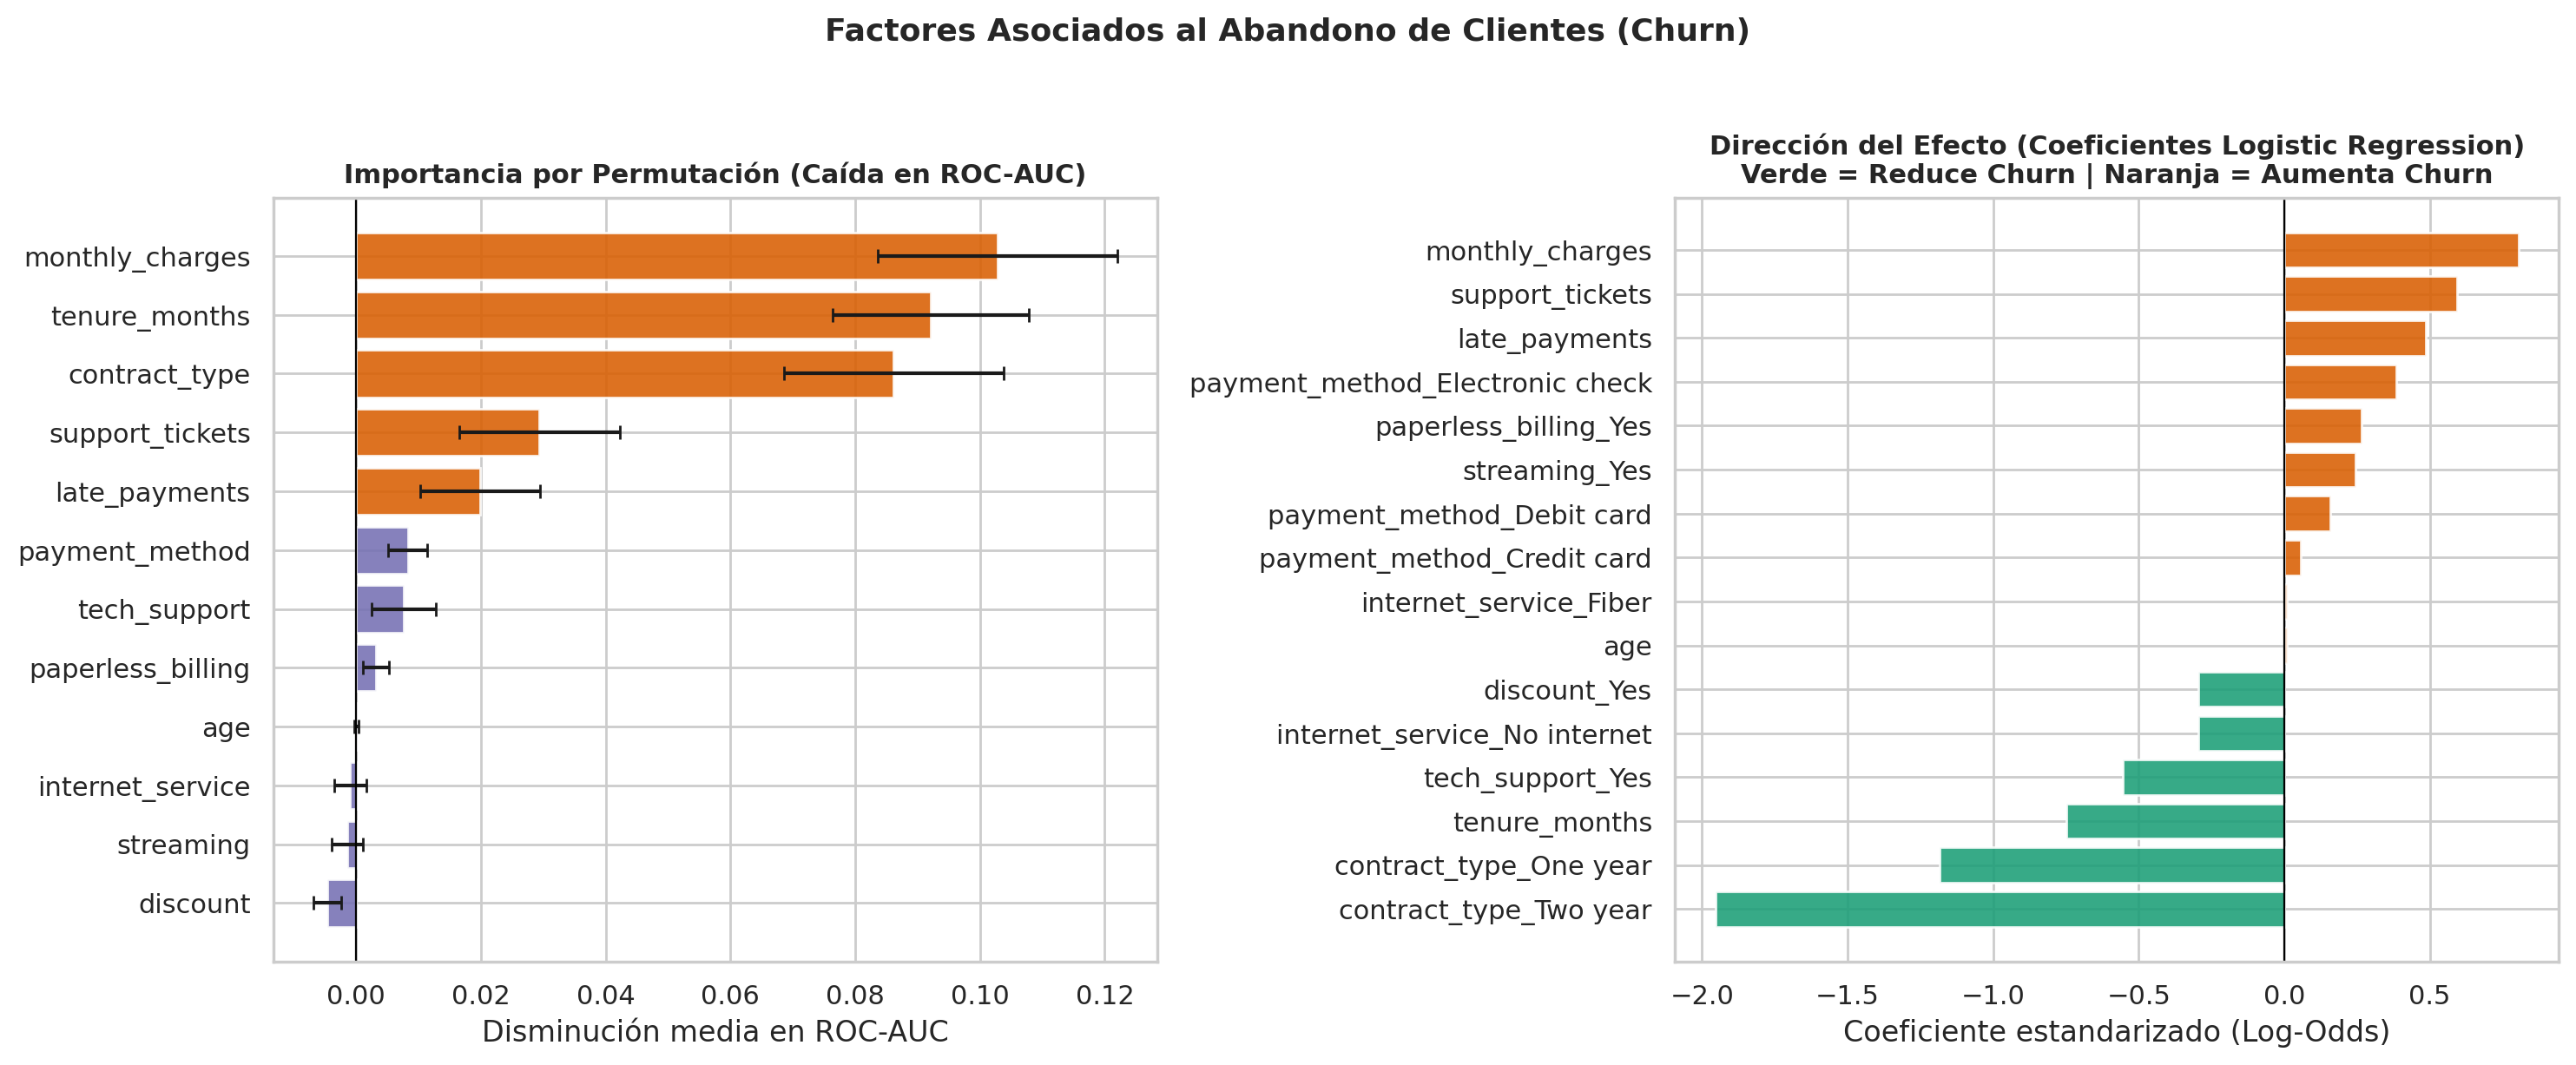 Factores Asociados al Abandono de Clientes (Churn)
Importancia por Permutación (Caída en ROC-AUC)
monthly_charges
tenure_months
contract_type
support_tickets
late_payments
payment_method
tech_support
paperless_billing
age
internet_service
streaming
discount
0.00 0.02 0.04 0.06 0.08 0.10 0.12
Disminución media en ROC-AUC
Dirección del Efecto (Coeficientes Logistic Regression)
Verde = Reduce Churn | Naranja = Aumenta Churn
monthly_charges
support_tickets
late_payments
payment_method_Electronic check
paperless_billing_Yes
streaming_Yes
payment_method_Debit card
payment_method_Credit card
internet_service_Fiber
age
discount_Yes
internet_service_No internet
tech_support_Yes
tenure_months
contract_type_One year
contract_type_Two year
−2.0 −1.5 −1.0 −0.5 0.0 0.5
Coeficiente estandarizado (Log-Odds)